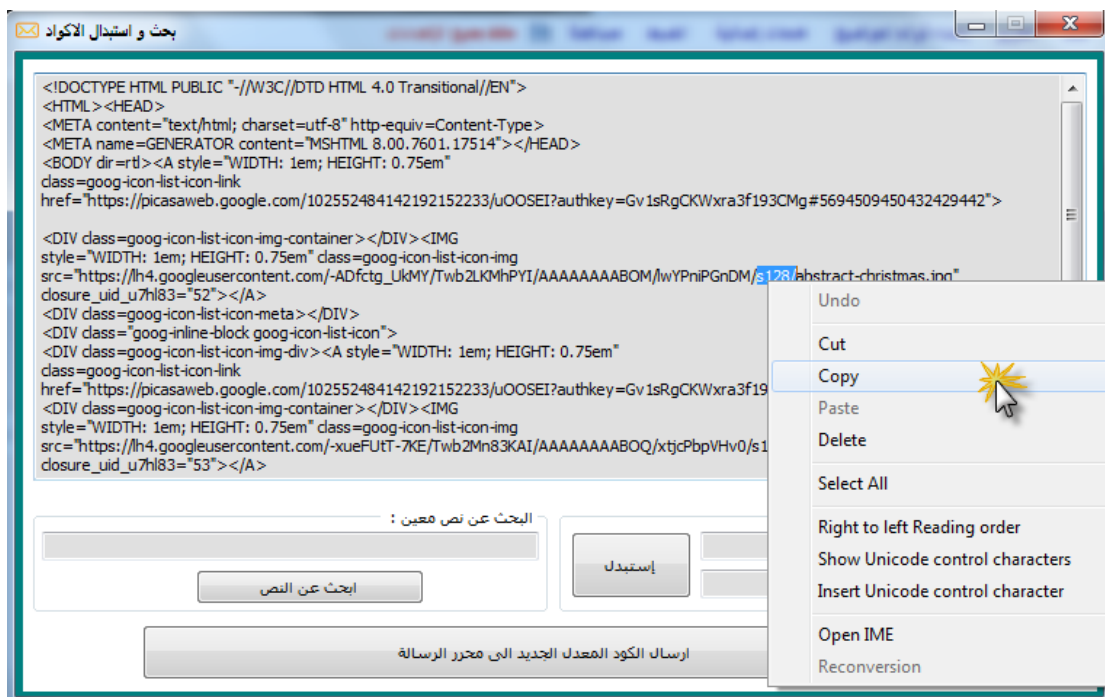 بحث و استبدال الاكواد
<!DOCTYPE HTML PUBLIC "-//W3C//DTD HTML 4.0 Transitional//EN">
<HTML><HEAD>
<META content="text/html; charset=utf-8" http-equiv=Content-Type>
<META name=GENERATOR content="MSHTML 8.00.7601.17514"></HEAD>
<BODY dir=rtl><A style="WIDTH: 1em; HEIGHT: 0.75em"
class=goog-icon-list-icon-link
href="https://picasaweb.google.com/102552484142192152233/uOOSEI?authkey=Gv1sRgCKWxra3f193CMg#5694509450432429442">
<DIV class=goog-icon-list-icon-img-container></DIV><IMG
style="WIDTH: 1em; HEIGHT: 0.75em" class=goog-icon-list-icon-img
src="https://lh4.googleusercontent.com/-ADfctg_UkMY/Twb2LKMhPYI/AAAAAAAABOM/lwYPniPGnDM/s128/abstract-christmas.jpg"
closure_uid_u7hl83="52"></A>
<DIV class=goog-icon-list-icon-meta></DIV>
<DIV class="goog-inline-block goog-icon-list-icon">
<DIV class=goog-icon-list-icon-img-div><A style="WIDTH: 1em; HEIGHT: 0.75em"
class=goog-icon-list-icon-link
href="https://picasaweb.google.com/102552484142192152233/uOOSEI?authkey=Gv1sRgCKWxra3f19
<DIV class=goog-icon-list-icon-img-container></DIV><IMG
style="WIDTH: 1em; HEIGHT: 0.75em" class=goog-icon-list-icon-img
src="https://lh4.googleusercontent.com/-xueFUtT-7KE/Twb2Mn83KAI/AAAAAAAABOQ/xtjcPbpVHv0/s1
closure_uid_u7hl83="53"></A>
Undo
Cut
Copy
Paste
Delete
Select All
Right to left Reading order
Show Unicode control characters
Insert Unicode control character
Open IME
Reconversion
البحث عن نص معين :
إستبدل
ابحث عن النص
ارسال الكود المعدل الجديد الى محرر الرسالة